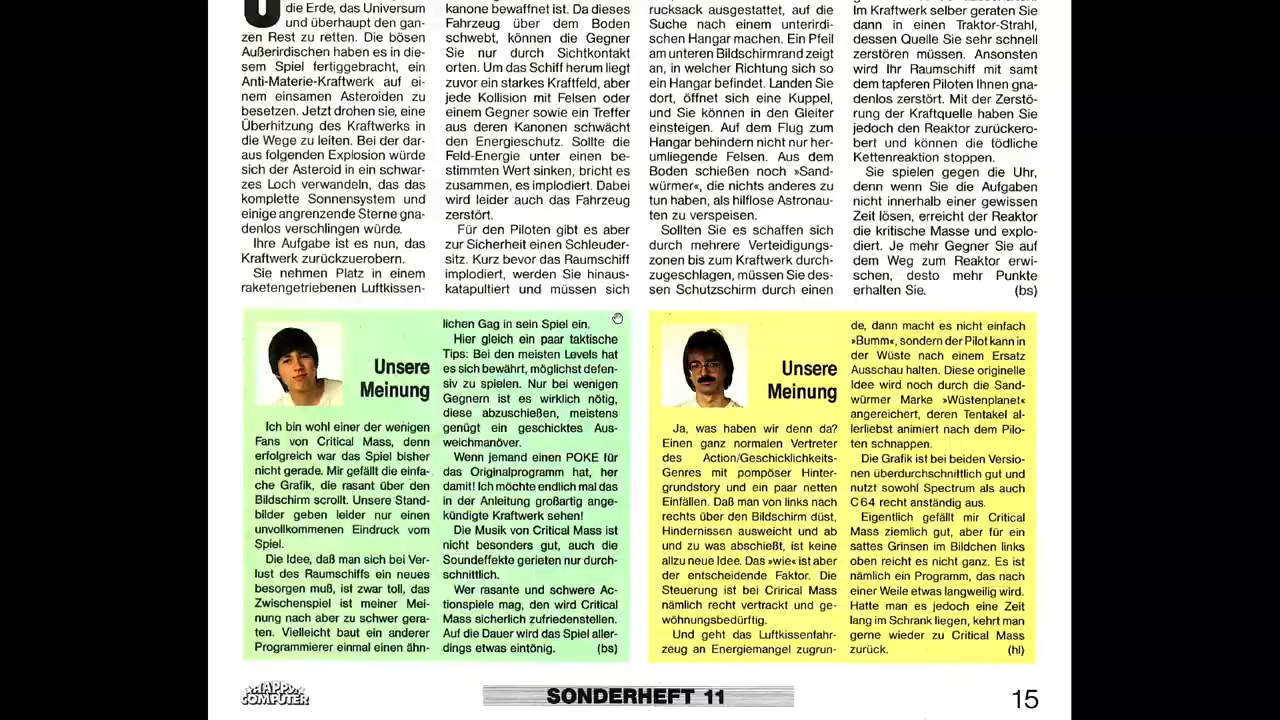 U
die Erde, das Universum
und überhaupt den gan-
zen Rest zu retten. Die bösen
Außerirdischen haben es in die-
sem Spiel fertiggebracht, ein
Anti-Materie-Kraftwerk auf ei-
nem einsamen Asteroiden zu
besetzen. Jetzt drohen sie, eine
Überhitzung des Kraftwerks in
die Wege zu leiten. Bei der dar-
aus folgenden Explosion würde
sich der Asteroid in ein schwar-
zes Loch verwandeln, das das
komplette Sonnensystem und
einige angrenzende Sterne gna-
denlos verschlingen würde.
Ihre Aufgabe ist es nun, das
Kraftwerk zurückzuerobern.
Sie nehmen Platz in einem
raketengetriebenen Luftkissen-
kanone bewaffnet ist. Da dieses
Fahrzeug über dem Boden
schwebt, können die Gegner
Sie nur durch Sichtkontakt
orten. Um das Schiff herum liegt
zuvor ein starkes Kraftfeld, aber
jede Kollision mit Felsen oder
einem Gegner sowie ein Treffer
aus deren Kanonen schwächt
den Energieschutz. Sollte die
Feld-Energie unter einen be-
stimmten Wert sinken, bricht es
zusammen, es implodiert. Dabei
wird leider auch das Fahrzeug
zerstört.
Für den Piloten gibt es aber
zur Sicherheit einen Schleuder-
sitz. Kurz bevor das Raumschiff
implodiert, werden Sie hinaus-
katapultiert und müssen sich
rucksack ausgestattet, auf die
Suche nach einem unterirdi-
schen Hangar machen. Ein Pfeil
am unteren Bildschirmrand zeigt
an, in welcher Richtung sich so
ein Hangar befindet. Landen Sie
dort, öffnet sich eine Kuppel,
und Sie können in den Gleiter
einsteigen. Auf dem Flug zum
Hangar behindern nicht nur her-
umliegende Felsen. Aus dem
Boden schießen noch »Sand-
würmer«, die nichts anderes zu
tun haben, als hilflose Astronau-
ten zu verspeisen.
Sollten Sie es schaffen sich
durch mehrere Verteidigungs-
zonen bis zum Kraftwerk durch-
zugeschlagen, müssen Sie des-
sen Schutzschirm durch einen
Im Kraftwerk selber geraten Sie
dann in einen Traktor-Strahl,
dessen Quelle Sie sehr schnell
zerstören müssen. Ansonsten
wird Ihr Raumschiff mit samt
dem tapferen Piloten Ihnen gna-
denlos zerstört. Mit der Zerstö-
rung der Kraftquelle haben Sie
jedoch den Reaktor zurückero-
bert und können die tödliche
Kettenreaktion stoppen.
Sie spielen gegen die Uhr,
denn wenn Sie die Aufgaben
nicht innerhalb einer gewissen
Zeit lösen, erreicht der Reaktor
die kritische Masse und explo-
diert. Je mehr Gegner Sie auf
dem Weg zum Reaktor erwi-
schen, desto mehr Punkte
erhalten Sie. (bs)
Unsere
Meinung
Ich bin wohl einer der wenigen
Fans von Critical Mass, denn
erfolgreich war das Spiel bisher
nicht gerade. Mir gefällt die einfa-
che Grafik, die rasant über den
Bildschirm scrollt. Unsere Stand-
bilder geben leider nur einen
unvollkommenen Eindruck vom
Spiel.
Die Idee, daß man sich bei Ver-
lust des Raumschiffs ein neues
besorgen muß, ist zwar toll, das
Zwischenspiel ist meiner Mei-
nung nach aber zu schwer gera-
ten. Vielleicht baut ein anderer
Programmierer einmal einen ähn-
lichen Gag in sein Spiel ein.
Hier gleich ein paar taktische
Tips: Bei den meisten Levels hat
es sich bewährt, möglichst defen-
siv zu spielen. Nur bei wenigen
Gegnern ist es wirklich nötig,
diese abzuschießen, meistens
genügt ein geschicktes Aus-
weichmanöver.
Wenn jemand einen POKE für
das Originalprogramm hat, her
damit! Ich möchte endlich mal das
in der Anleitung großartig ange-
kündigte Kraftwerk sehen!
Die Musik von Critical Mass ist
nicht besonders gut, auch die
Soundeffekte gerieten nur durch-
schnittlich.
Wer rasante und schwere Ac-
tionspiele mag, den wird Critical
Mass sicherlich zufriedenstellen.
Auf die Dauer wird das Spiel aller-
dings etwas eintönig. (bs)
Unsere
Meinung
Ja, was haben wir denn da?
Einen ganz normalen Vertreter
des Action/Geschicklichkeits-
Genres mit pompöser Hinter-
grundstory und ein paar netten
Einfällen. Daß man von links nach
rechts über den Bildschirm düst,
Hindernissen ausweicht und ab
und zu was abschießt, ist keine
allzu neue Idee. Das »wie« ist aber
der entscheidende Faktor. Die
Steuerung ist bei Cririсal Mass
nämlich recht vertrackt und ge-
wöhnungsbedürftig.
Und geht das Luftkissenfahr-
zeug an Energiemangel zugrun-
de, dann macht es nicht einfach
»Bumm«, sondern der Pilot kann in
der Wüste nach einem Ersatz
Ausschau halten. Diese originelle
Idee wird noch durch die Sand-
würmer Marke »Wüstenplanet«
angereichert, deren Tentakel al-
lerliebst animiert nach dem Pilo-
ten schnappen.
Die Grafik ist bei beiden Versio-
nen überdurchschnittlich gut und
nutzt sowohl Spectrum als auch
C64 recht anständig aus.
Eigentlich gefällt mir Critical
Mass ziemlich gut, aber für ein
sattes Grinsen im Bildchen links
oben reicht es nicht ganz. Es ist
nämlich ein Programm, das nach
einer Weile etwas langweilig wird.
Hatte man es jedoch eine Zeit
lang im Schrank liegen, kehrt man
gerne wieder zu Critical Mass
zurück. (hl)
HAPPY
COMPUTER
SONDERHEFT 11
15